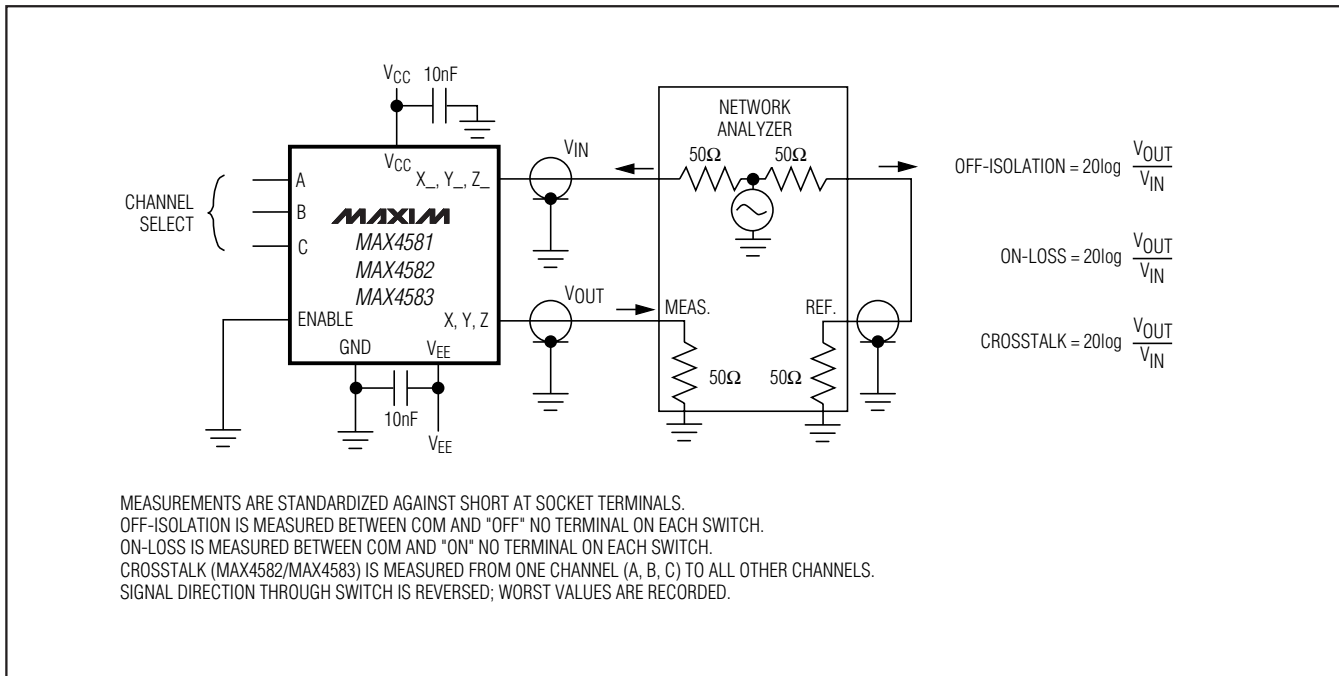 VCC 10nF
VCC
CHANNEL
SELECT
A
B
C
ENABLE
GND
VEE
X_, Y_, Z_
X, Y, Z
MAXIM
MAX4581
MAX4582
MAX4583
10nF
VEE
VIN
VOUT
NETWORK
ANALYZER
50Ω 50Ω
MEAS. REF.
50Ω 50Ω
OFF-ISOLATION = 20log VOUT
VIN
ON-LOSS = 20log VOUT
VIN
CROSSTALK = 20log VOUT
VIN
MEASUREMENTS ARE STANDARDIZED AGAINST SHORT AT SOCKET TERMINALS.
OFF-ISOLATION IS MEASURED BETWEEN COM AND "OFF" NO TERMINAL ON EACH SWITCH.
ON-LOSS IS MEASURED BETWEEN COM AND "ON" NO TERMINAL ON EACH SWITCH.
CROSSTALK (MAX4582/MAX4583) IS MEASURED FROM ONE CHANNEL (A, B, C) TO ALL OTHER CHANNELS.
SIGNAL DIRECTION THROUGH SWITCH IS REVERSED; WORST VALUES ARE RECORDED.